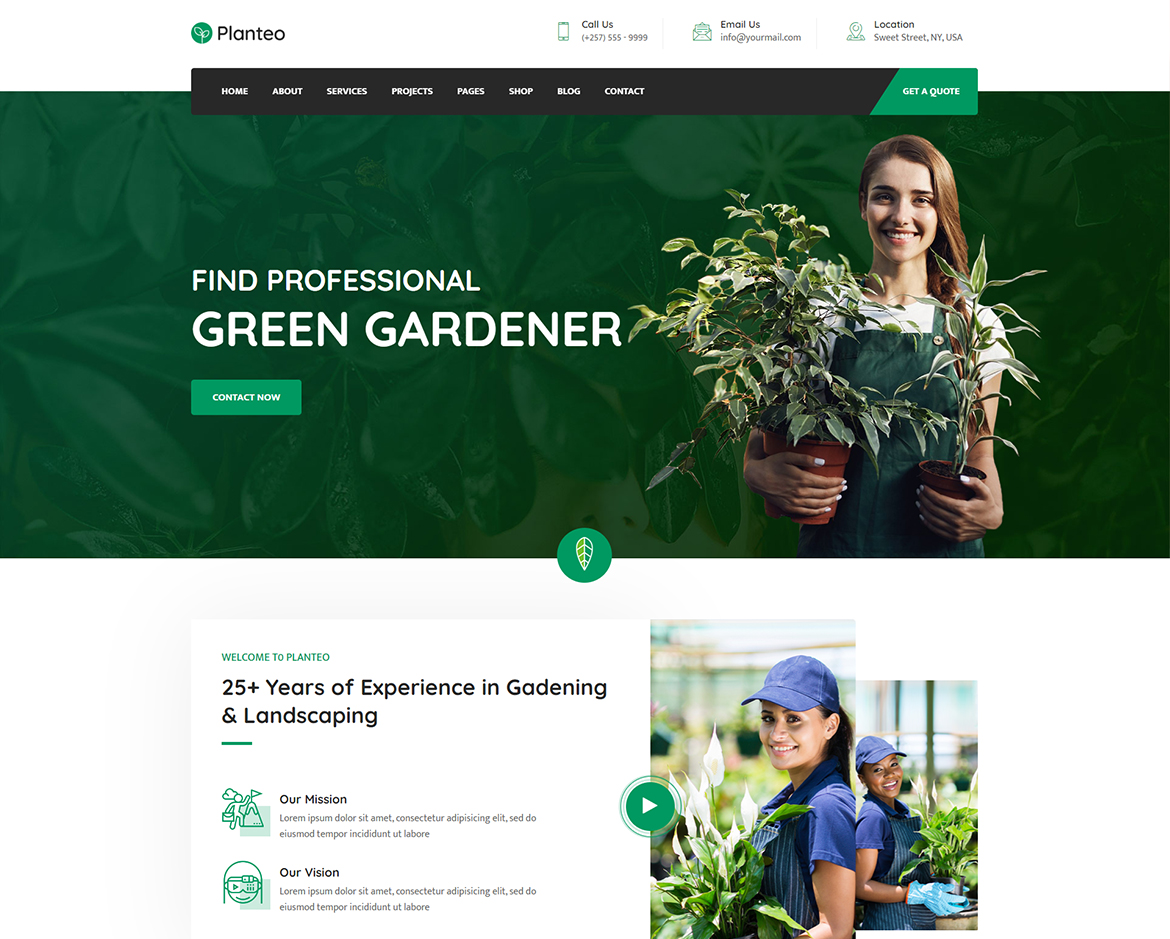 Planteo
Call Us
(+257) 555 - 9999
Email Us
info@yourmail.com
Location
Sweet Street, NY, USA
HOME
ABOUT
SERVICES
PROJECTS
PAGES
SHOP
BLOG
CONTACT
GET A QUOTE
FIND PROFESSIONAL
GREEN GARDENER
CONTACT NOW
WELCOME T0 PLANTEO
25+ Years of Experience in Gadening
& Landscaping
Our Mission
Lorem ipsum dolor sit amet, consectetur adipisicing elit, sed do
eiusmod tempor incididunt ut labore
Our Vision
Lorem ipsum dolor sit amet, consectetur adipisicing elit, sed do
eiusmod tempor incididunt ut labore